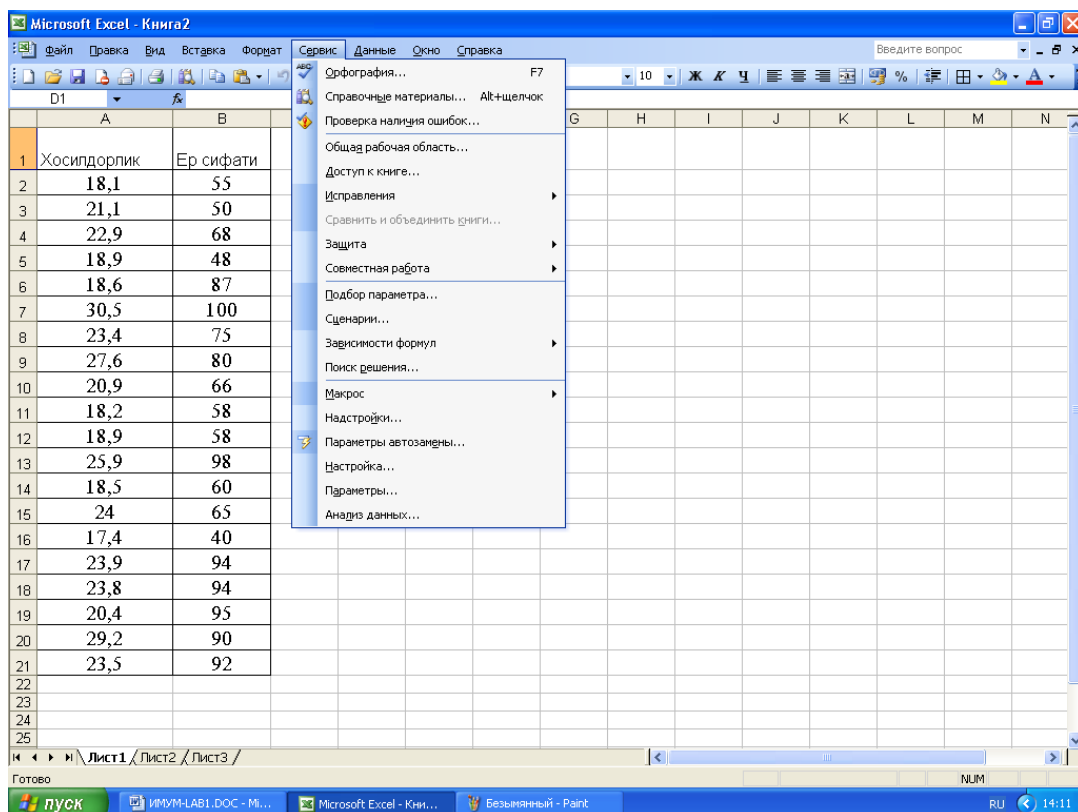 Microsoft Excel - Книга2
Файл Правка Вид Вставка Формат Сервис Данные Окно Справка Введите вопрос
10 Ж К Ч %
D1 fx
A B G H I J K L M N
1 Хосилдорлик Ер сифати
2 18,1 55
3 21,1 50
4 22,9 68
5 18,9 48
6 18,6 87
7 30,5 100
8 23,4 75
9 27,6 80
10 20,9 66
11 18,2 58
12 18,9 58
13 25,9 98
14 18,5 60
15 24 65
16 17,4 40
17 23,9 94
18 23,8 94
19 20,4 95
20 29,2 90
21 23,5 92
22
23
24
25
Орфография... F7
Справочные материалы... Alt+щелчок
Проверка наличия ошибок...
Общая рабочая область...
Доступ к книге...
Исправления
Сравнить и объединить книги...
Защита
Совместная работа
Подбор параметра...
Сценарии...
Зависимости формул
Поиск решения...
Макрос
Надстройки...
Параметры автозамены...
Настройка...
Параметры...
Анализ данных...
Лист1 Лист2 Лист3
Готово NUM
пуск ИМУМ-LAB1.DOC - Mi... Microsoft Excel - Кни... Безымянный - Paint RU 14:11